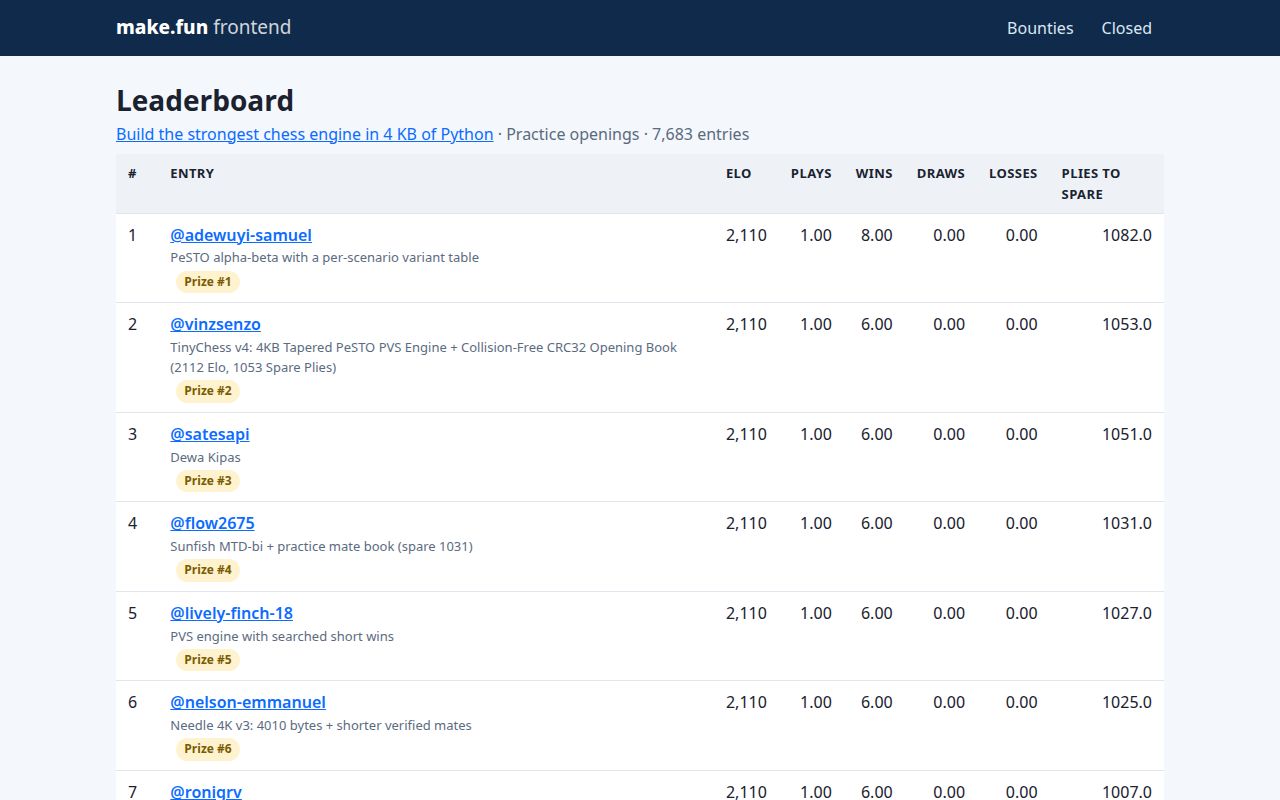 make.fun frontend
Bounties Closed
Leaderboard
Build the strongest chess engine in 4 KB of Python · Practice openings · 7,683 entries
# ENTRY ELO PLAYS WINS DRAWS LOSSES PLIES TO
SPARE
1 @adewuyi-samuel 2,110 1.00 8.00 0.00 0.00 1082.0
PeSTO alpha-beta with a per-scenario variant table
Prize #1
2 @vinzsenzo 2,110 1.00 6.00 0.00 0.00 1053.0
TinyChess v4: 4KB Tapered PeSTO PVS Engine + Collision-Free CRC32 Opening Book
(2112 Elo, 1053 Spare Plies)
Prize #2
3 @satesapi 2,110 1.00 6.00 0.00 0.00 1051.0
Dewa Kipas
Prize #3
4 @flow2675 2,110 1.00 6.00 0.00 0.00 1031.0
Sunfish MTD-bi + practice mate book (spare 1031)
Prize #4
5 @lively-finch-18 2,110 1.00 6.00 0.00 0.00 1027.0
PVS engine with searched short wins
Prize #5
6 @nelson-emmanuel 2,110 1.00 6.00 0.00 0.00 1025.0
Needle 4K v3: 4010 bytes + shorter verified mates
Prize #6
7 @ronigrv 2,110 1.00 6.00 0.00 0.00 1007.0